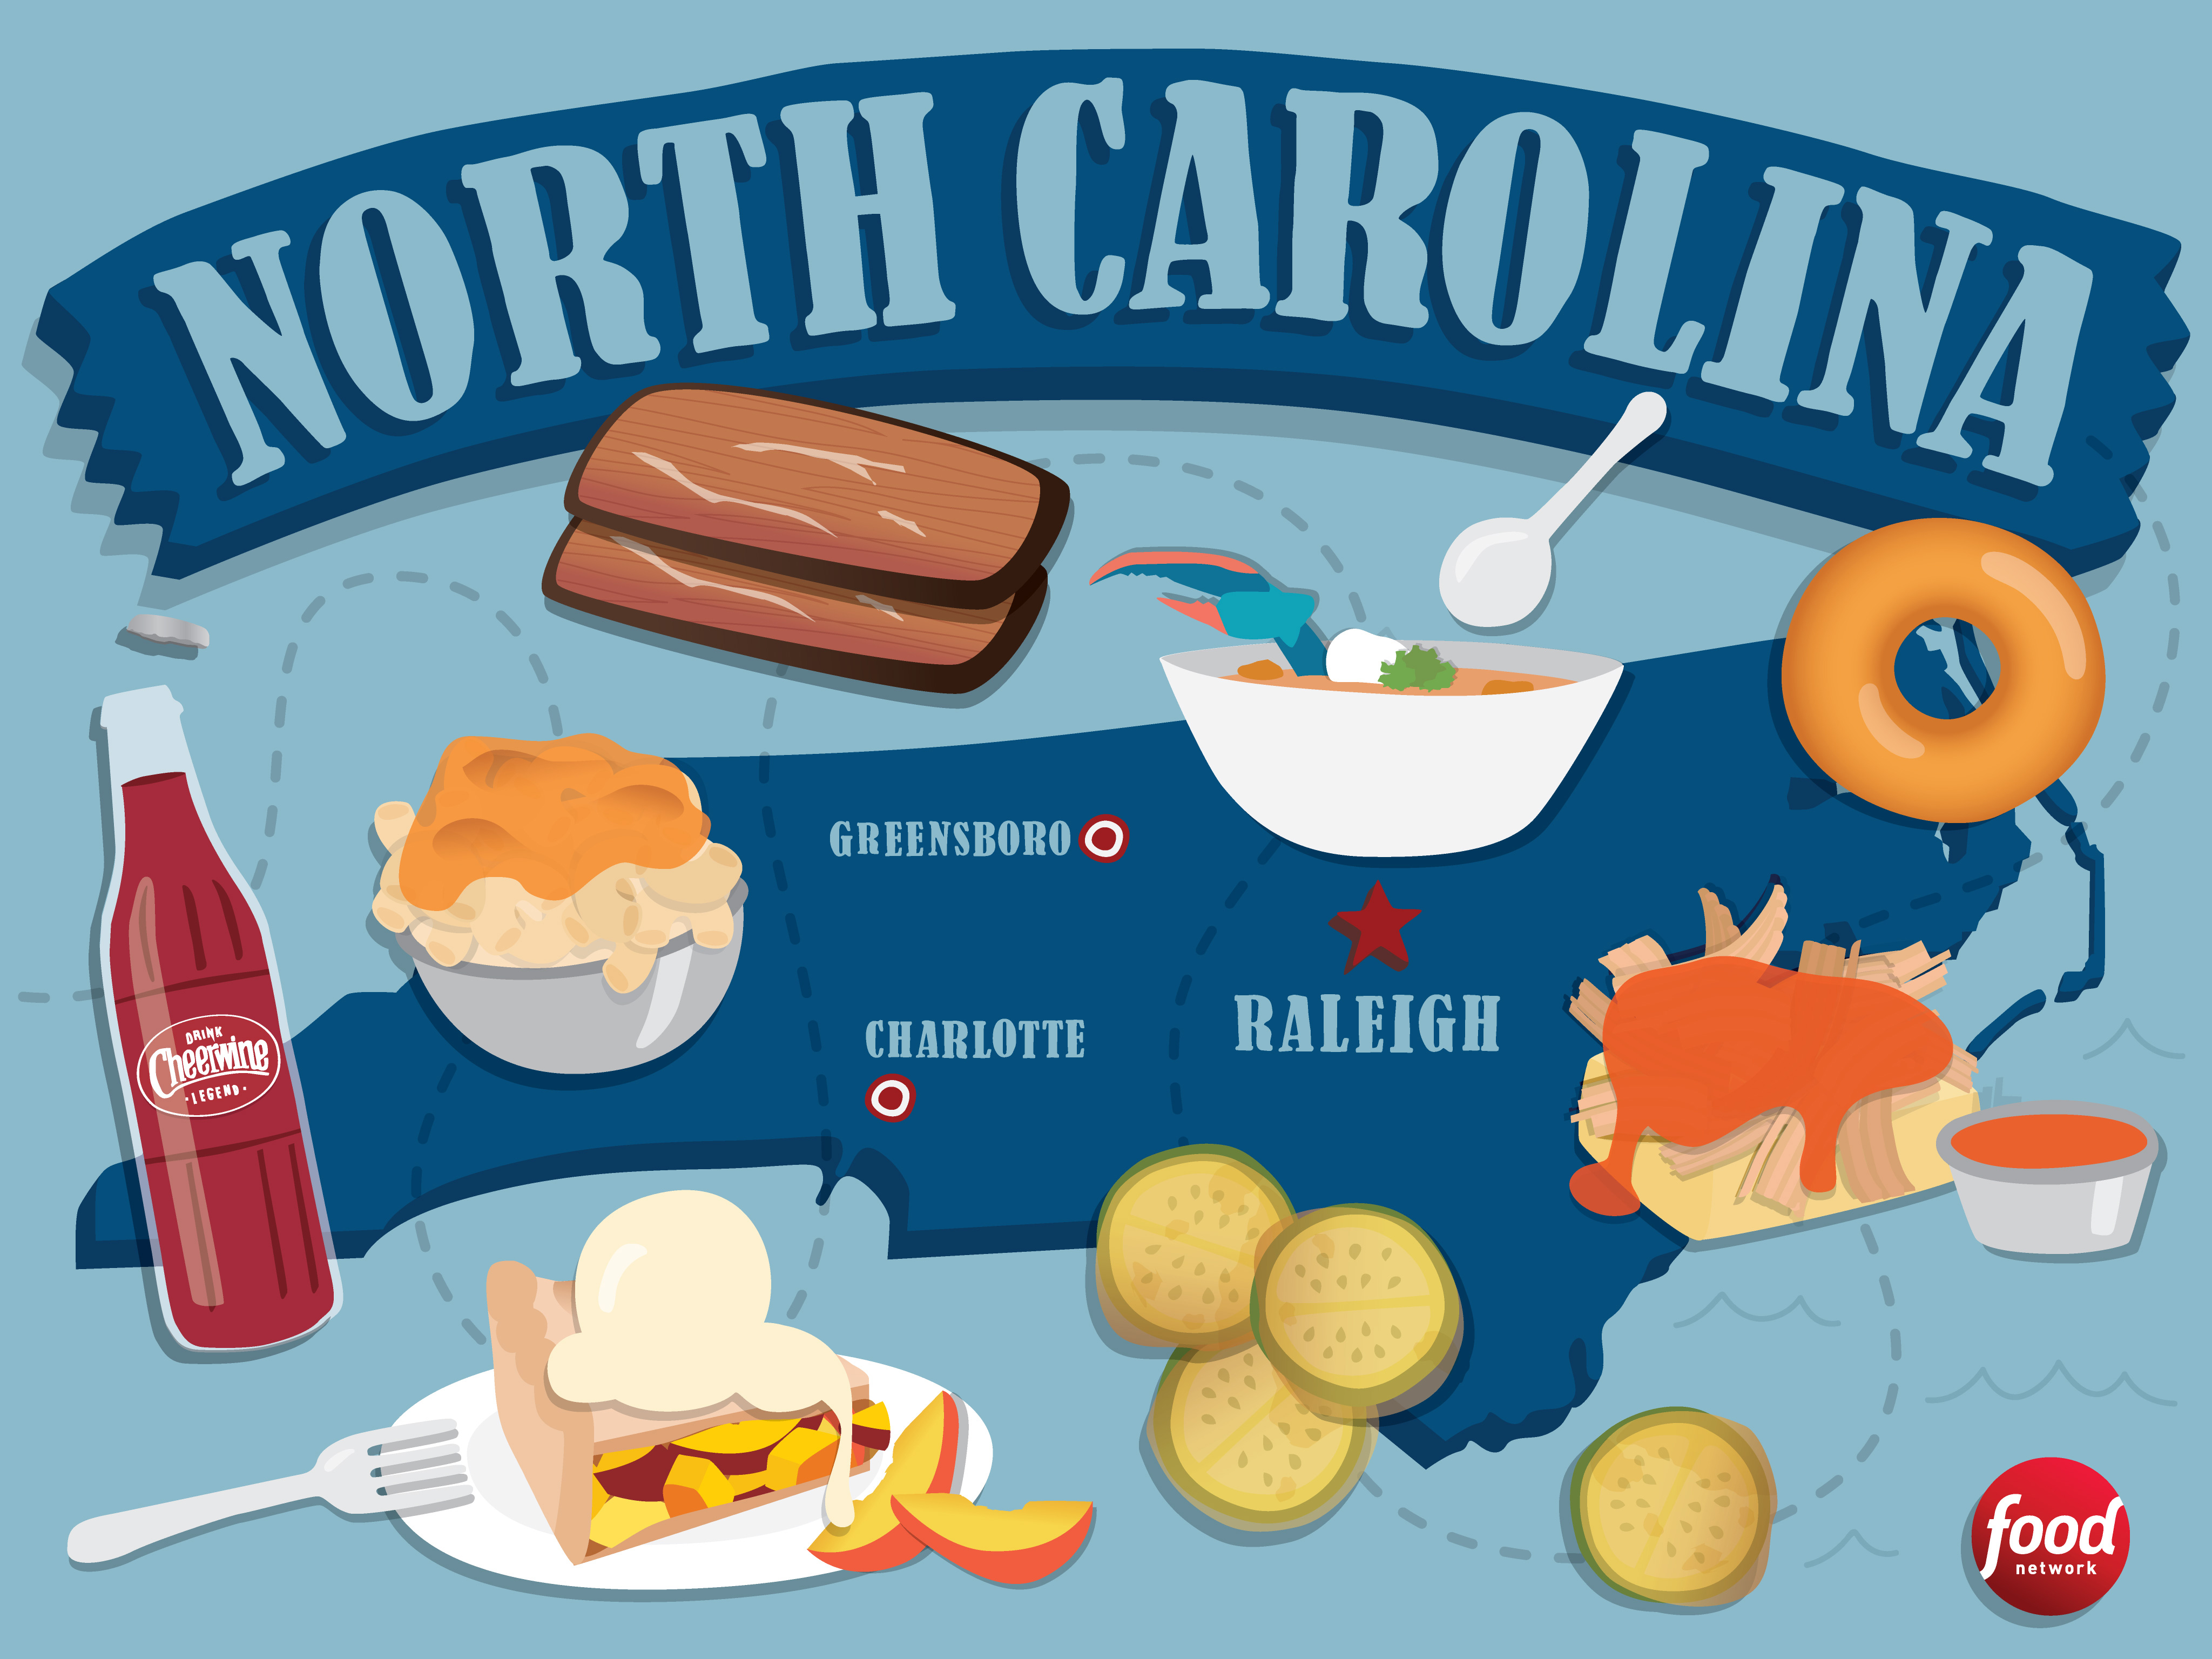 NORTH CAROLINA
GREENSBORO
CHARLOTTE
RALEIGH
DRINK
Cheerwine
·LEGEND·
food
network